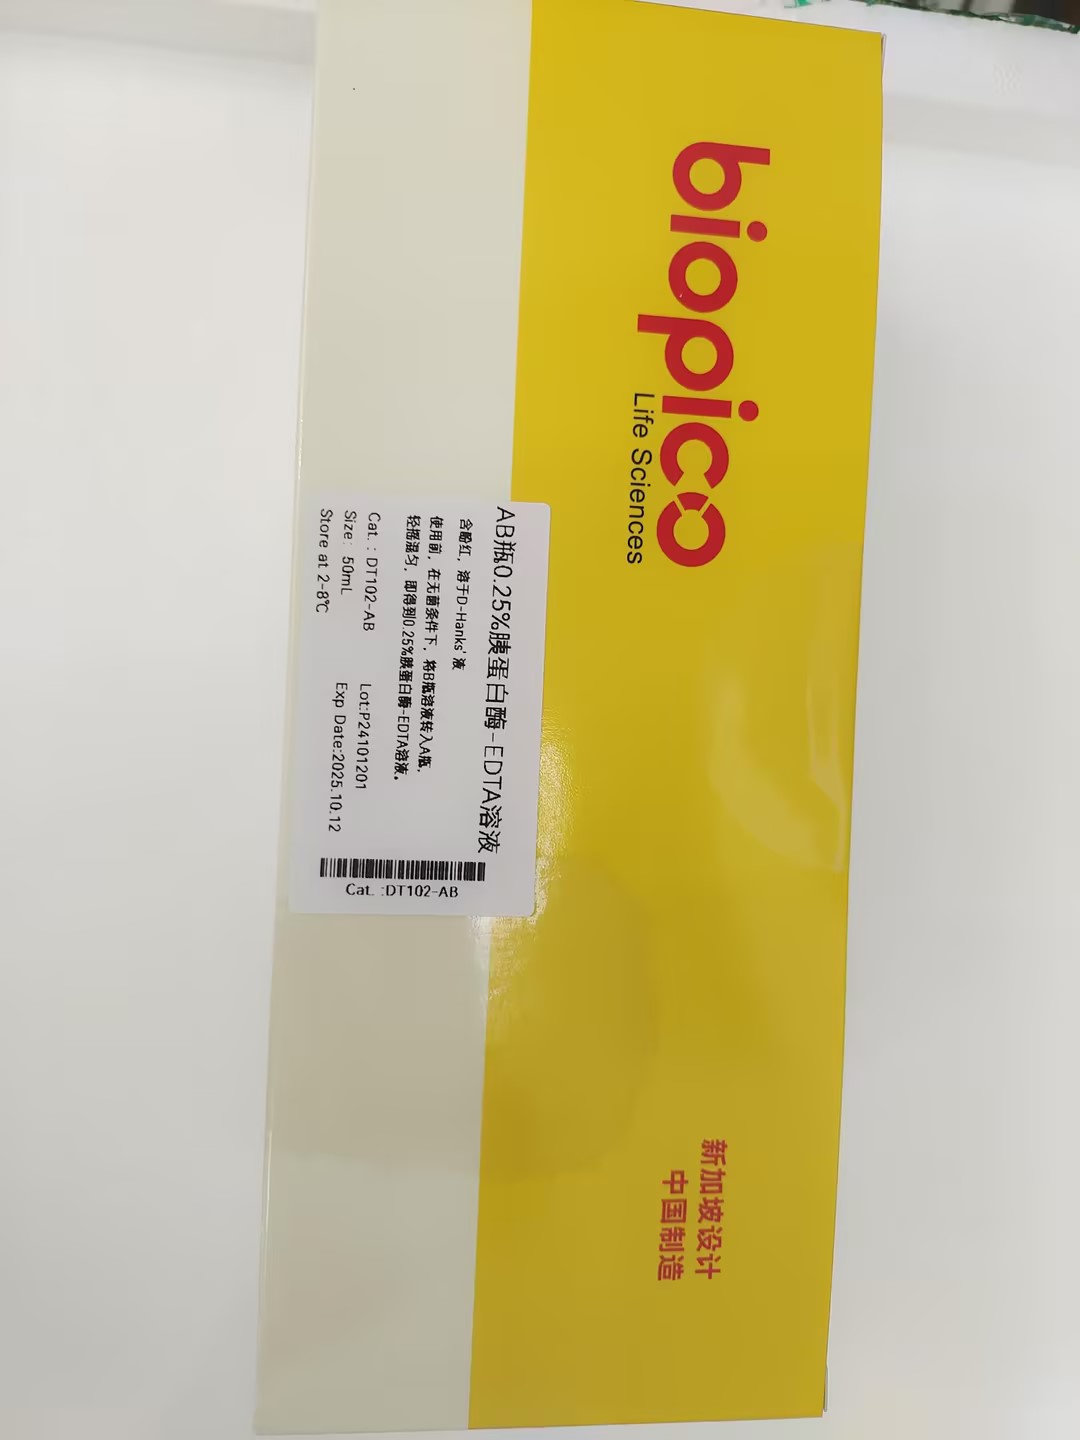 biopico
Life Sciences
新加坡设计
中国制造
AB瓶0.25%胰蛋白酶-EDTA溶液
含酚红，溶于D-Hanks' 液
使用前，在无菌条件下，将B瓶溶液转入A瓶，
轻摇混匀，即得到0.25%胰蛋白酶-EDTA溶液。
Cat. : DT102-AB
Lot:P24101201
Size: 50mL
Exp Date:2025.10.12
Store at 2-8℃
Cat. :DT102-AB